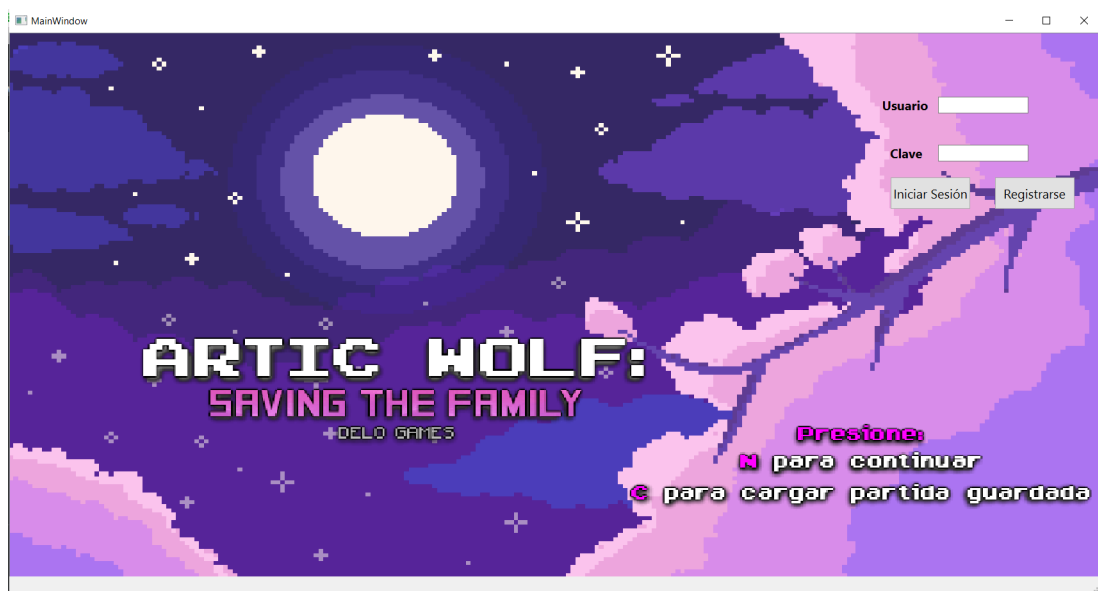 MainWindow
Usuario
Clave
Iniciar Sesión
Registrarse
ARTIC WOLF:
SAVING THE FAMILY
DELO GAMES
Presione:
N para continuar
C para cargar partida guardada